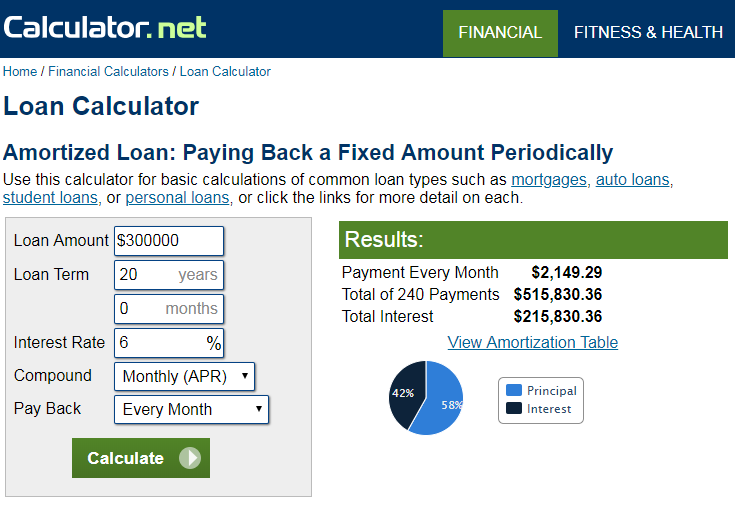 Calculator.net
FINANCIAL
FITNESS & HEALTH
Home / Financial Calculators / Loan Calculator
Loan Calculator
Amortized Loan: Paying Back a Fixed Amount Periodically
Use this calculator for basic calculations of common loan types such as mortgages, auto loans,
student loans, or personal loans, or click the links for more detail on each.
Loan Amount $300000
Loan Term 20 years
0 months
Interest Rate 6 %
Compound Monthly (APR)
Pay Back Every Month
Calculate
Results:
Payment Every Month $2,149.29
Total of 240 Payments $515,830.36
Total Interest $215,830.36
View Amortization Table
42%
58%
Principal
Interest